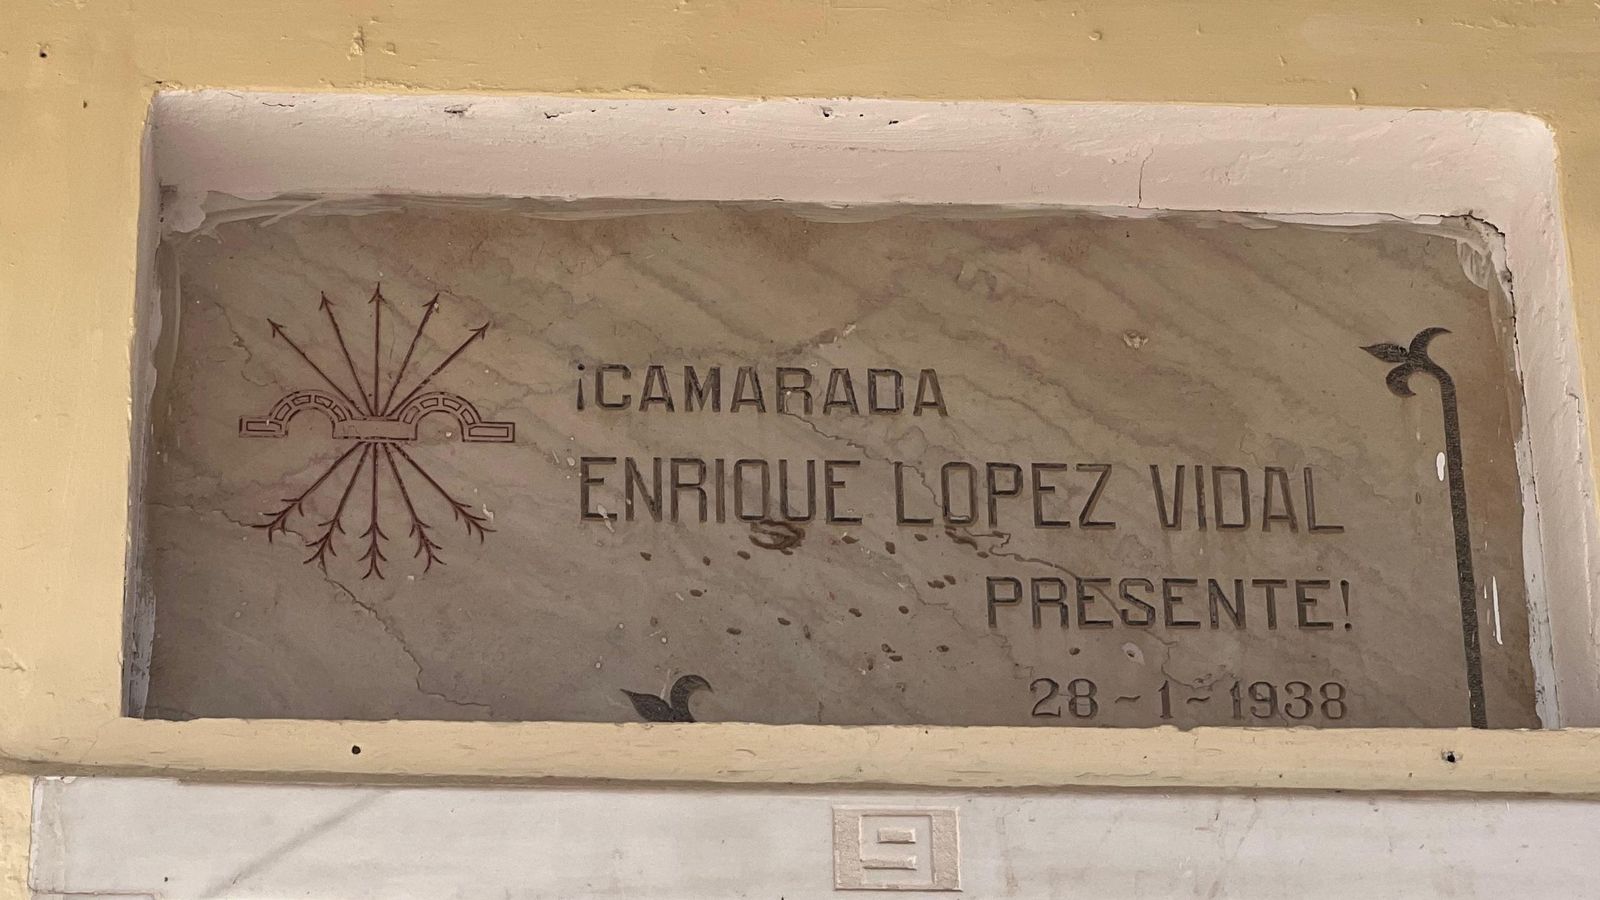 ¡CAMARADA
ENRIQUE LOPEZ VIDAL
PRESENTE!
28-1-1938